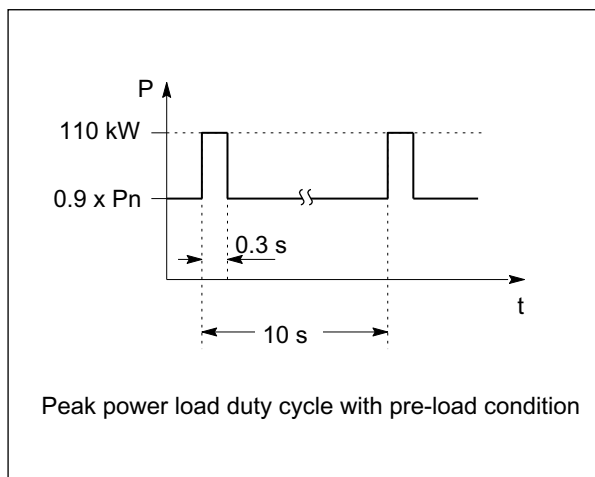 P
110 kW
0.9 x Pn
0.3 s
t
10 s
Peak power load duty cycle with pre-load condition